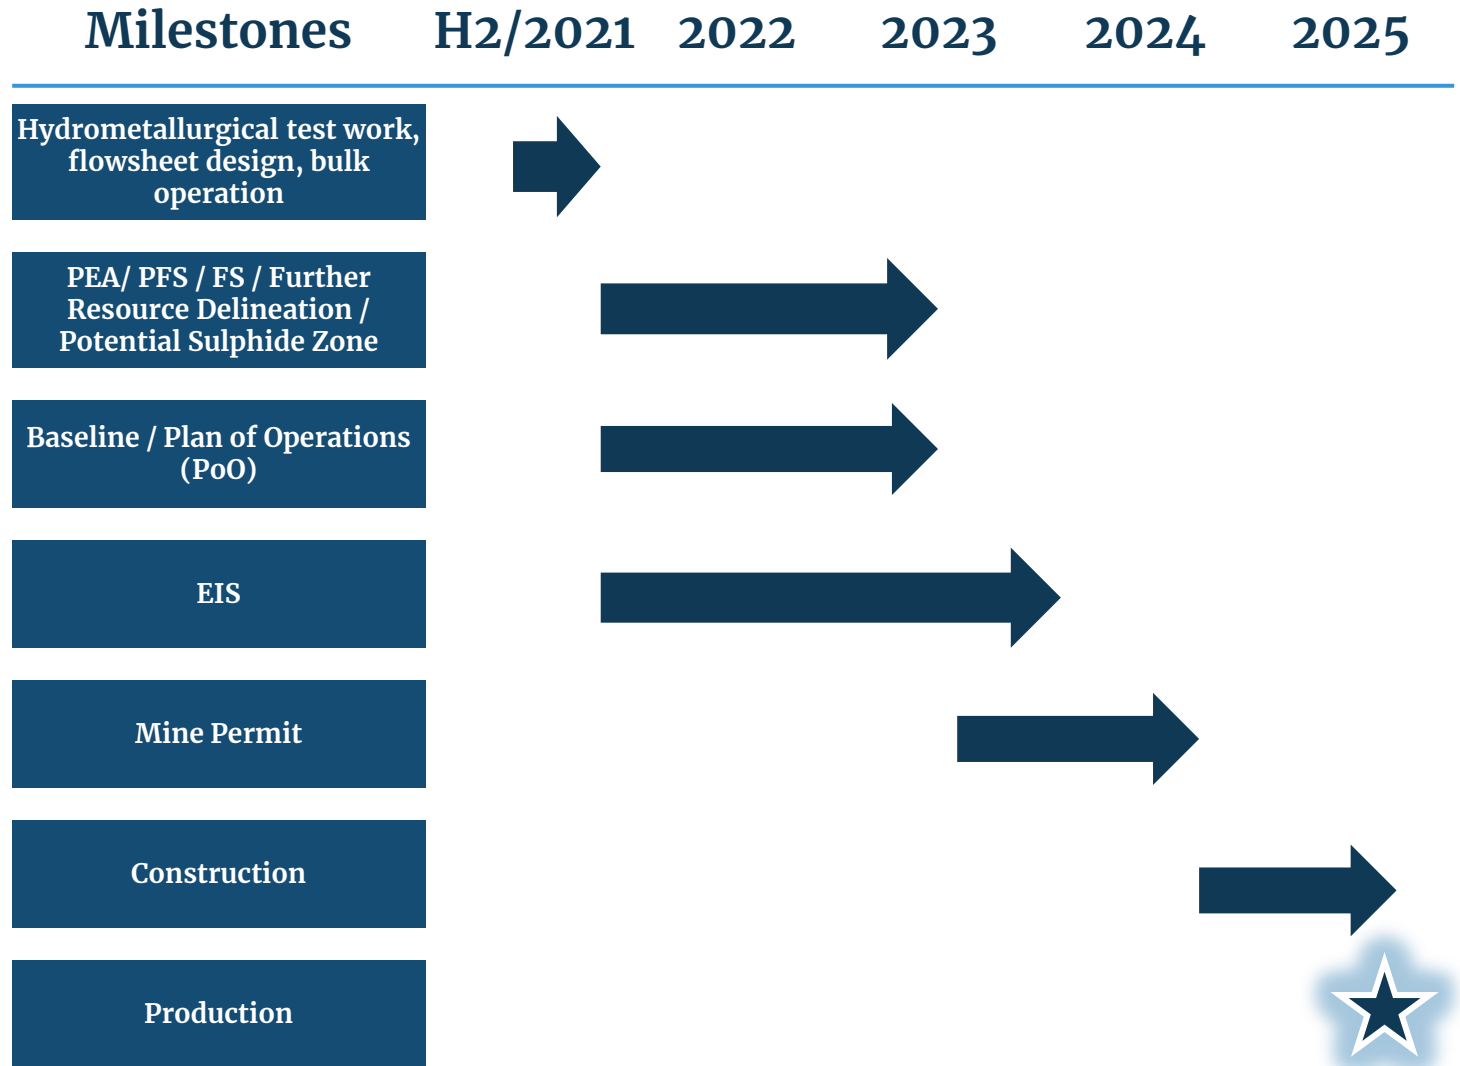 Milestones H2/2021 2022 2023 2024 2025
Hydrometallurgical test work,
flowsheet design, bulk
operation
PEA/ PFS / FS / Further
Resource Delineation /
Potential Sulphide Zone
Baseline / Plan of Operations
(PoO)
EIS
Mine Permit
Construction
Production